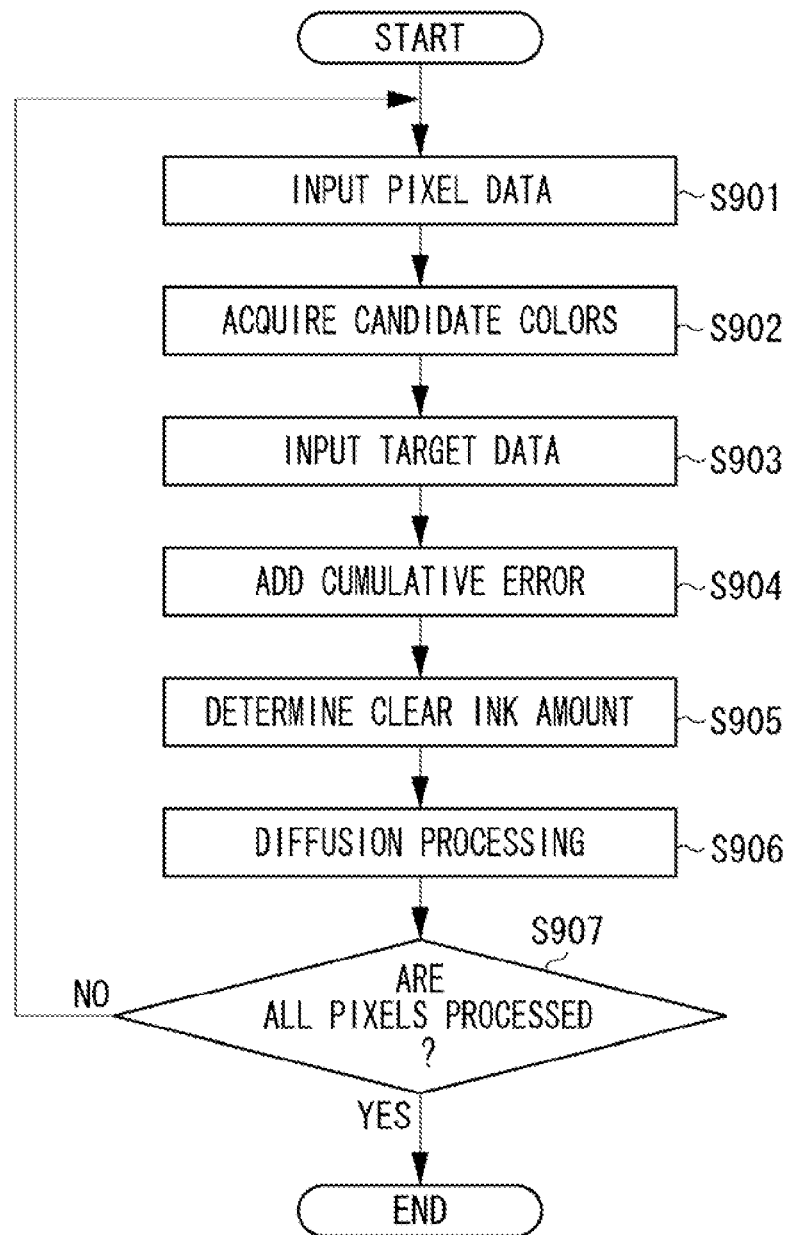 START
INPUT PIXEL DATA
S901
ACQUIRE CANDIDATE COLORS
S902
INPUT TARGET DATA
S903
ADD CUMULATIVE ERROR
S904
DETERMINE CLEAR INK AMOUNT
S905
DIFFUSION PROCESSING
S906
S907
ARE
ALL PIXELS PROCESSED
?
NO
YES
END